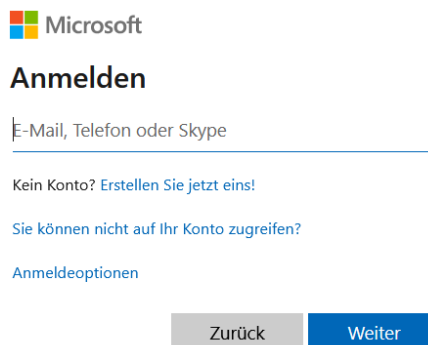 Microsoft
Anmelden
E-Mail, Telefon oder Skype
Kein Konto? Erstellen Sie jetzt eins!
Sie können nicht auf Ihr Konto zugreifen?
Anmeldeoptionen
Zurück Weiter